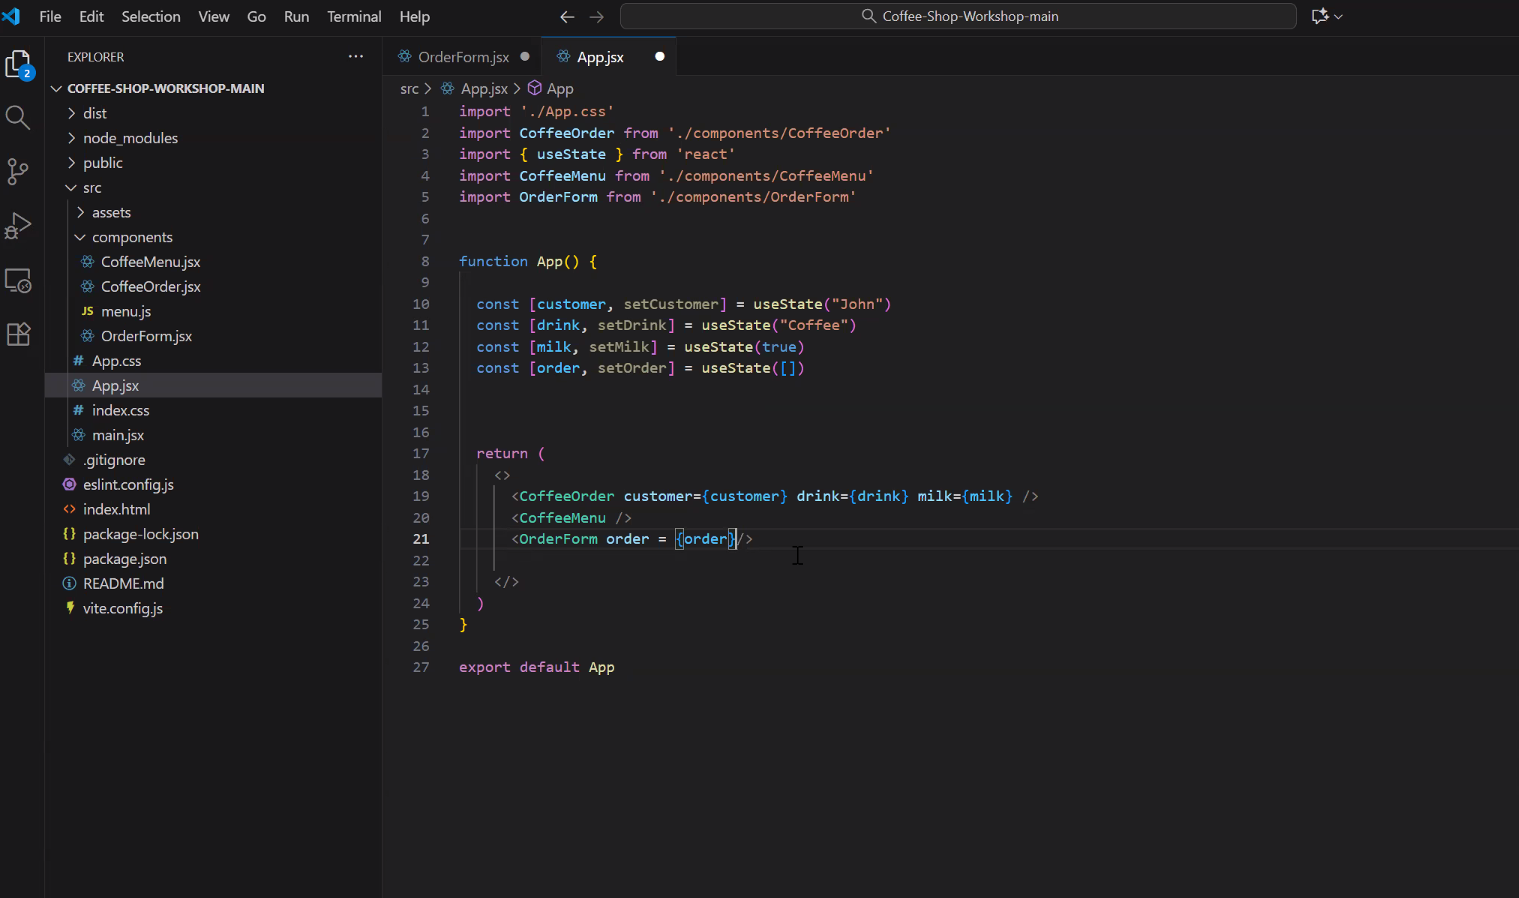 File Edit Selection View Go Run Terminal Help
Coffee-Shop-Workshop-main
2
EXPLORER
COFFEE-SHOP-WORKSHOP-MAIN
dist
node_modules
public
src
assets
components
CoffeeMenu.jsx
CoffeeOrder.jsx
JS menu.js
OrderForm.jsx
# App.css
App.jsx
# index.css
main.jsx
.gitignore
eslint.config.js
<> index.html
{} package-lock.json
{} package.json
README.md
vite.config.js
OrderForm.jsx
App.jsx
src > App.jsx > App
1 import './App.css'
2 import CoffeeOrder from './components/CoffeeOrder'
3 import { useState } from 'react'
4 import CoffeeMenu from './components/CoffeeMenu'
5 import OrderForm from './components/OrderForm'
6
7
8 function App() {
9
10 const [customer, setCustomer] = useState("John")
11 const [drink, setDrink] = useState("Coffee")
12 const [milk, setMilk] = useState(true)
13 const [order, setOrder] = useState([])
14
15
16
17 return (
18 <>
19 <CoffeeOrder customer={customer} drink={drink} milk={milk} />
20 <CoffeeMenu />
21 <OrderForm order = {order}/>
22
23 </>
24 )
25 }
26
27 export default App